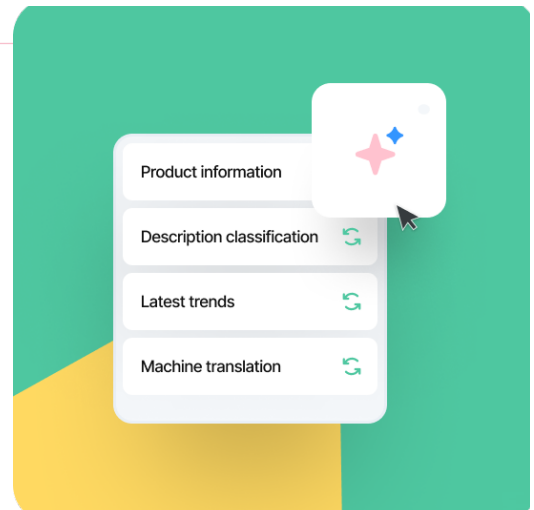 Product information
Description classification
Latest trends
Machine translation